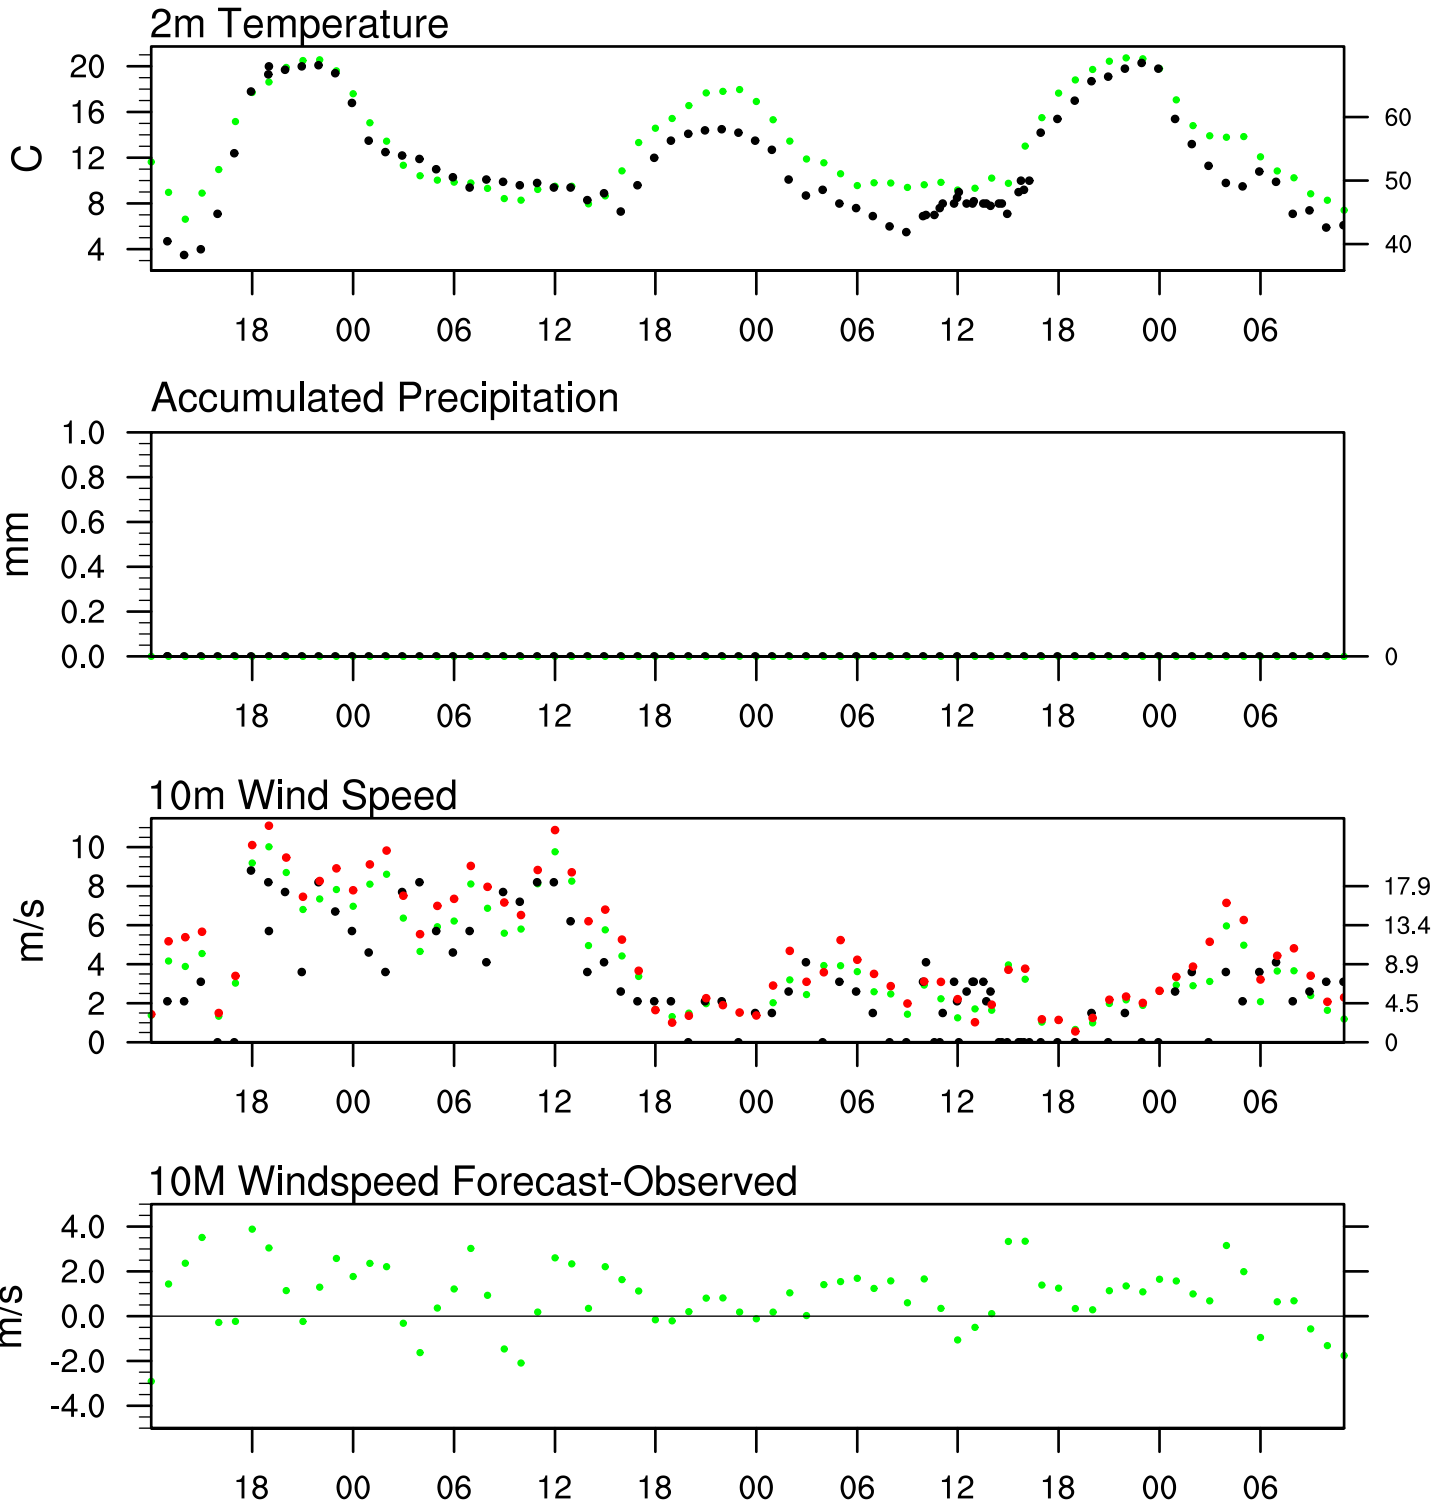 2m Temperature
20
16
12
8
4
C
60
50
40
18 00 06 12 18 00 06 12 18 00 06
Accumulated Precipitation
1.0
0.8
0.6
0.4
0.2
0.0
mm
0
18 00 06 12 18 00 06 12 18 00 06
10m Wind Speed
10
8
6
4
2
0
m/s
17.9
13.4
8.9
4.5
0
18 00 06 12 18 00 06 12 18 00 06
10M Windspeed Forecast-Observed
4.0
2.0
0.0
-2.0
-4.0
m/s
18 00 06 12 18 00 06 12 18 00 06